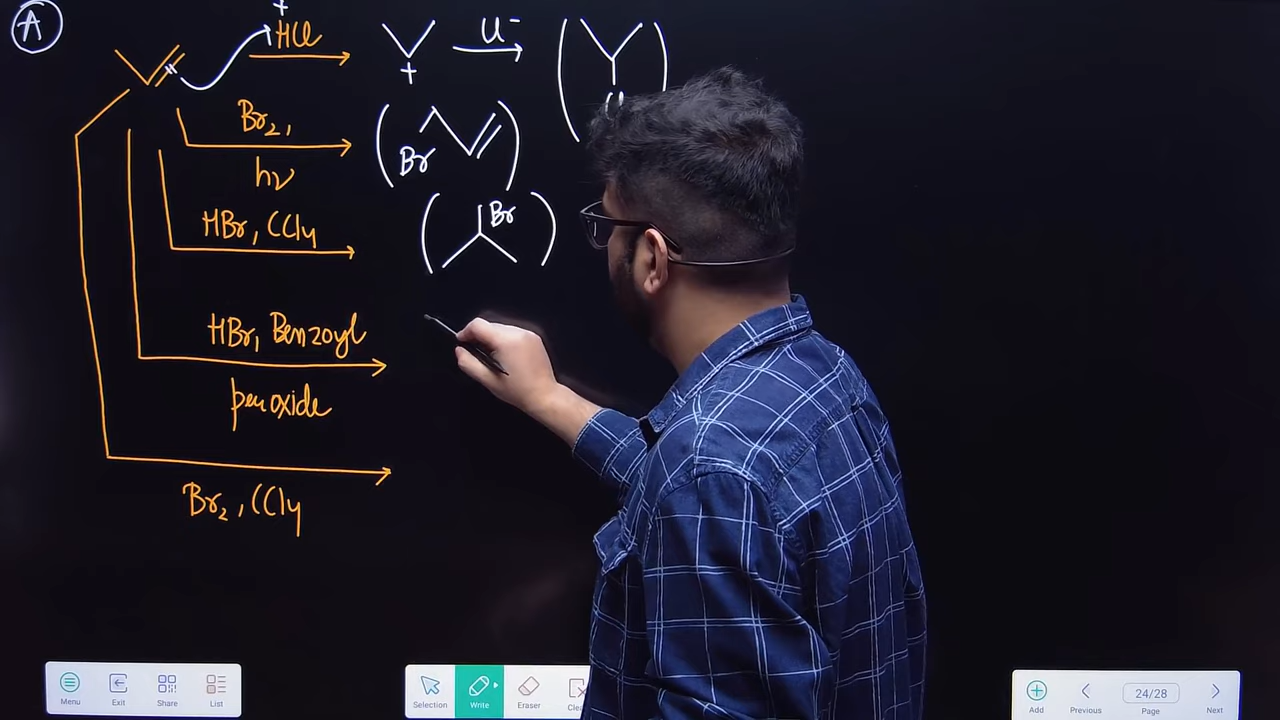 A
+
HCl
+
Cl⁻
Br₂,
hν
Br
HBr, CCl₄
Br
HBr, Benzoyl
peroxide
Br₂, CCl₄
Menu
Exit
Share
List
Selection
Write
Eraser
Add
Previous
24/28
Page
Next